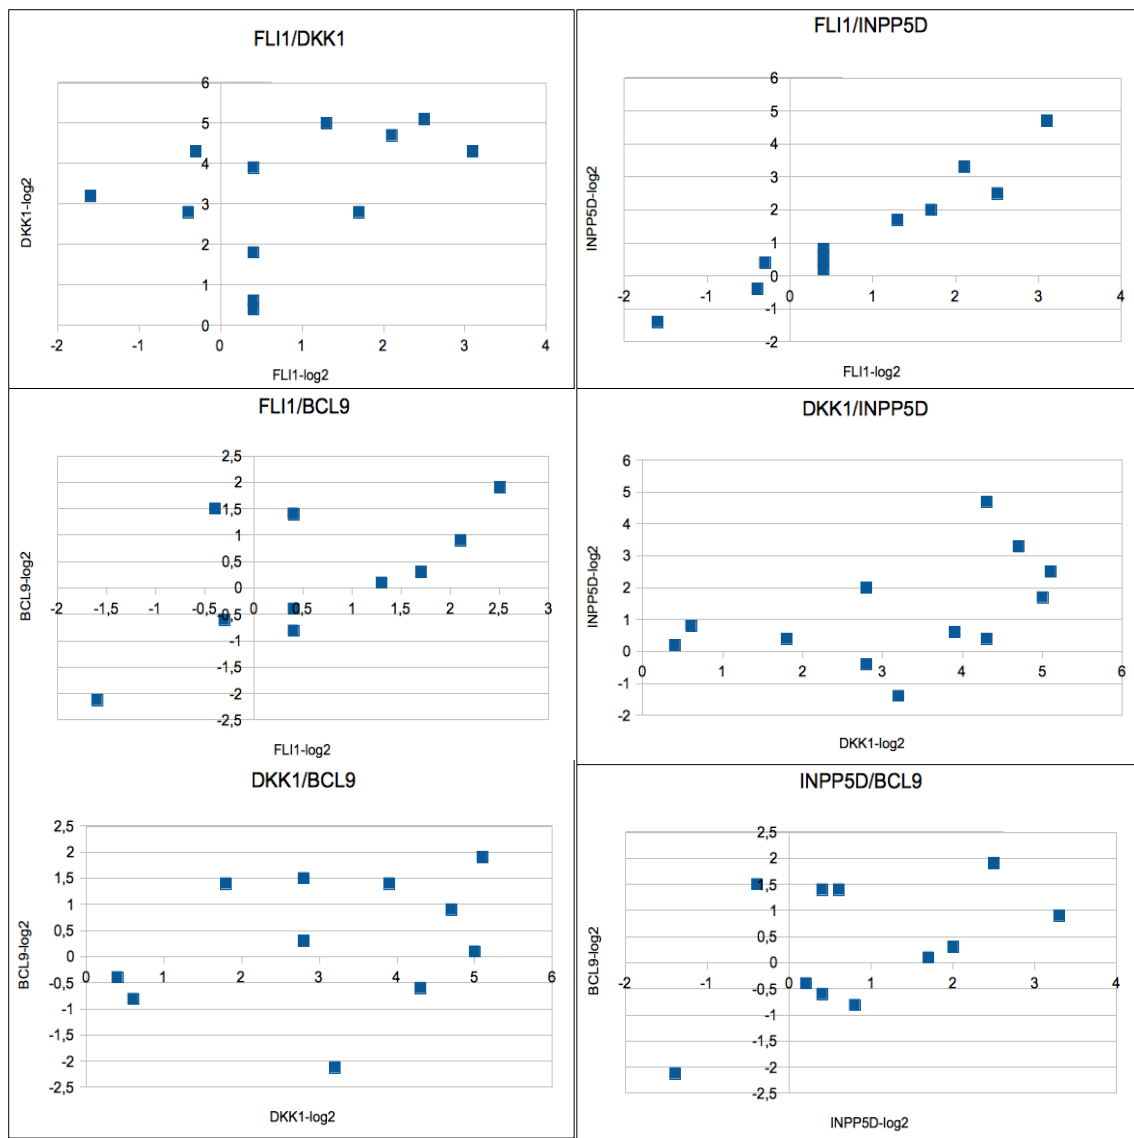 FLI1/DKK1
6
5
4
3
2
1
0
-2 -1 0 1 2 3 4
DKK1-log2
FLI1-log2
FLI1/INPP5D
6
5
4
3
2
1
0
-1
-2
-2 -1 0 1 2 3 4
INPP5D-log2
FLI1-log2
FLI1/BCL9
2,5
2
1,5
1
0,5
0
-0,5
-1
-1,5
-2
-2,5
-2 -1,5 -1 -0,5 0 0,5 1 1,5 2 2,5 3
BCL9-log2
FLI1-log2
DKK1/INPP5D
6
5
4
3
2
1
0
-1
-2
0 1 2 3 4 5 6
INPP5D-log2
DKK1-log2
DKK1/BCL9
2,5
2
1,5
1
0,5
0
-0,5
-1
-1,5
-2
-2,5
0 1 2 3 4 5 6
BCL9-log2
DKK1-log2
INPP5D/BCL9
2,5
2
1,5
1
0,5
0
-0,5
-1
-1,5
-2
-2,5
-2 -1 0 1 2 3 4
BCL9-log2
INPP5D-log2